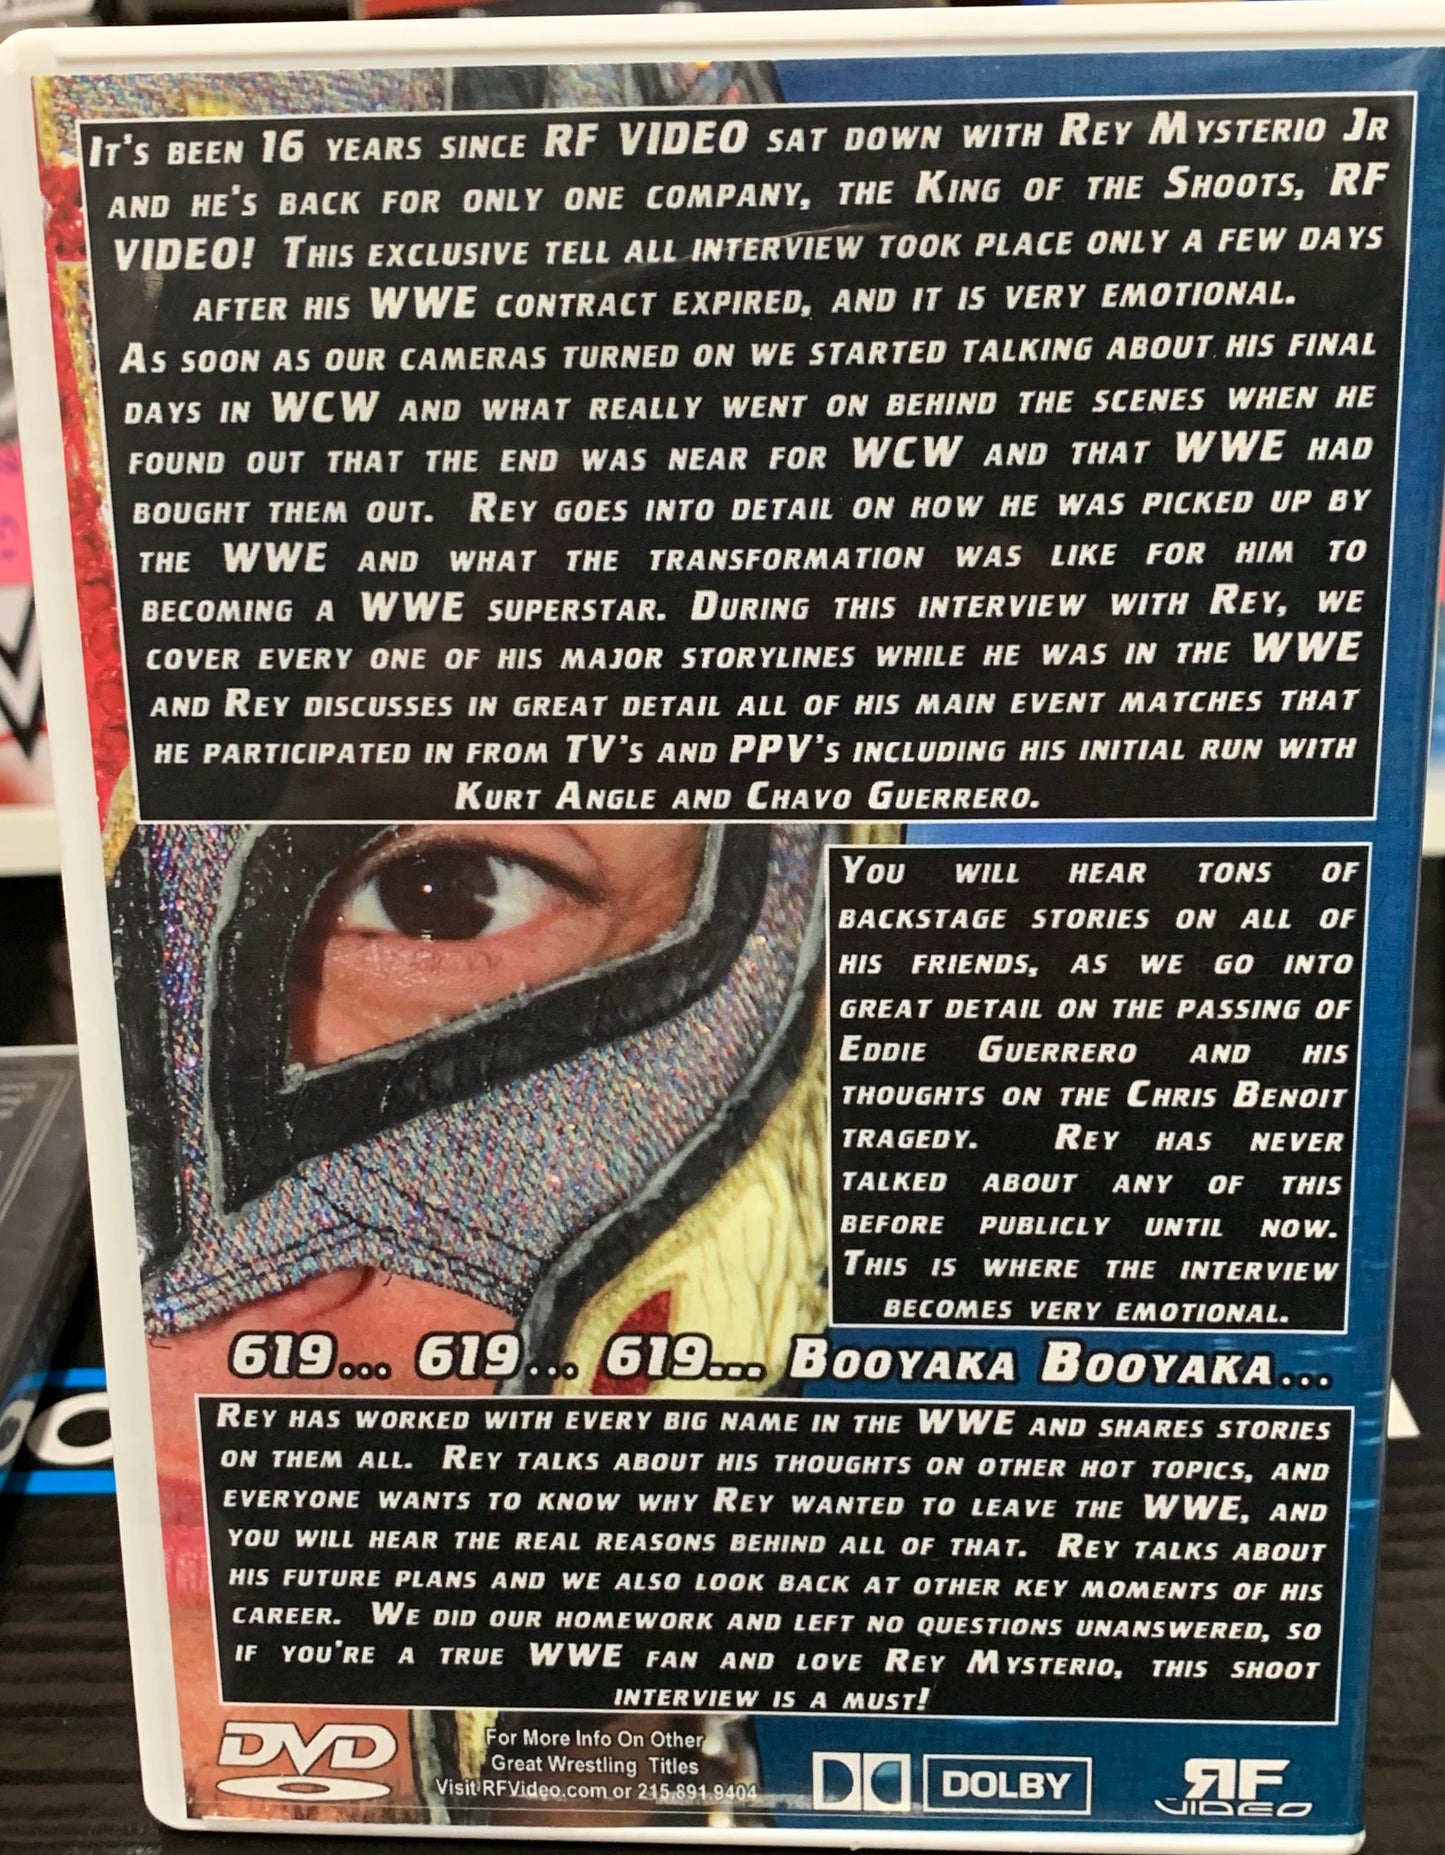 It's been 16 years since RF VIDEO sat down with Rey Mysterio Jr
and he's back for only one company, the King of the Shoots, RF
VIDEO! This exclusive tell all interview took place only a few days
after his WWE contract expired, and it is very emotional.
As soon as our cameras turned on we started talking about his final
days in WCW and what really went on behind the scenes when he
found out that the end was near for WCW and that WWE had
bought them out. Rey goes into detail on how he was picked up by
the WWE and what the transformation was like for him to
becoming a WWE superstar. During this interview with Rey, we
cover every one of his major storylines while he was in the WWE
and Rey discusses in great detail all of his main event matches that
he participated in from TV's and PPV's including his initial run with
Kurt Angle and Chavo Guerrero.
You will hear tons of
backstage stories on all of
his friends, as we go into
great detail on the passing of
Eddie Guerrero and his
thoughts on the Chris Benoit
tragedy. Rey has never
talked about any of this
before publicly until now.
This is where the interview
becomes very emotional.
619... 619... 619... Booyaka Booyaka...
Rey has worked with every big name in the WWE and shares stories
on them all. Rey talks about his thoughts on other hot topics, and
everyone wants to know why Rey wanted to leave the WWE, and
you will hear the real reasons behind all of that. Rey talks about
his future plans and we also look back at other key moments of his
career. We did our homework and left no questions unanswered, so
if you're a true WWE fan and love Rey Mysterio, this shoot
interview is a must!
DVD
For More Info On Other
Great Wrestling Titles
Visit RFVideo.com or 215.891.9404
DOLBY
RF
VIDEO